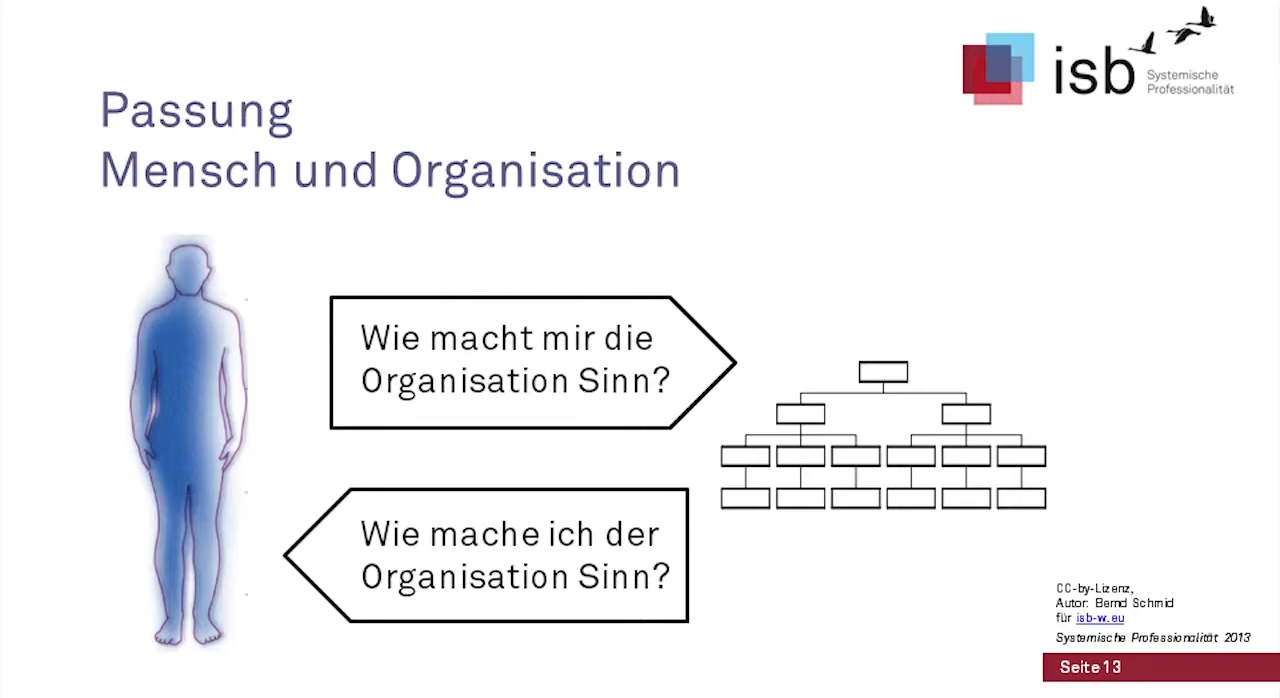 isb
Systemische
Professionalität
Passung
Mensch und Organisation
Wie macht mir die
Organisation Sinn?
Wie mache ich der
Organisation Sinn?
CC-by-Lizenz,
Autor: Bernd Schmid
für isb-w.eu
Systemische Professionalität 2013
Seite 13